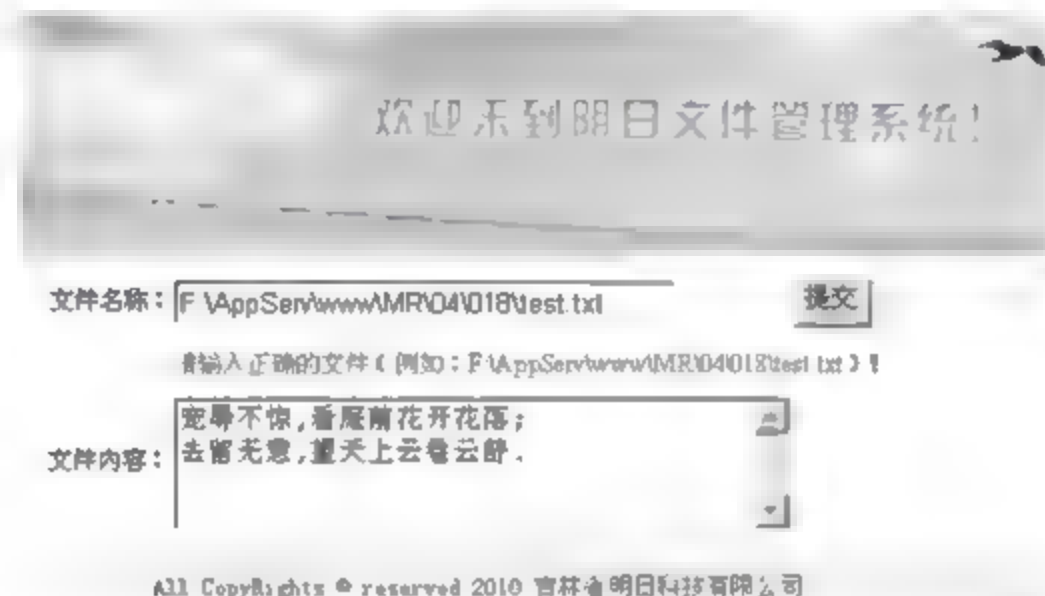 欢迎来到明日文件管理系统！
文件名称： F:\AppServ\www\MR\04\018\test.txt 提交
请输入正确的文件（例如：F:\AppServ\www\MR\04\018\test.txt）！
文件内容： 宠辱不惊,看庭前花开花落;
去留无意,望天上云卷云舒.
All CopyRights © reserved 2010 吉林省明日科技有限公司